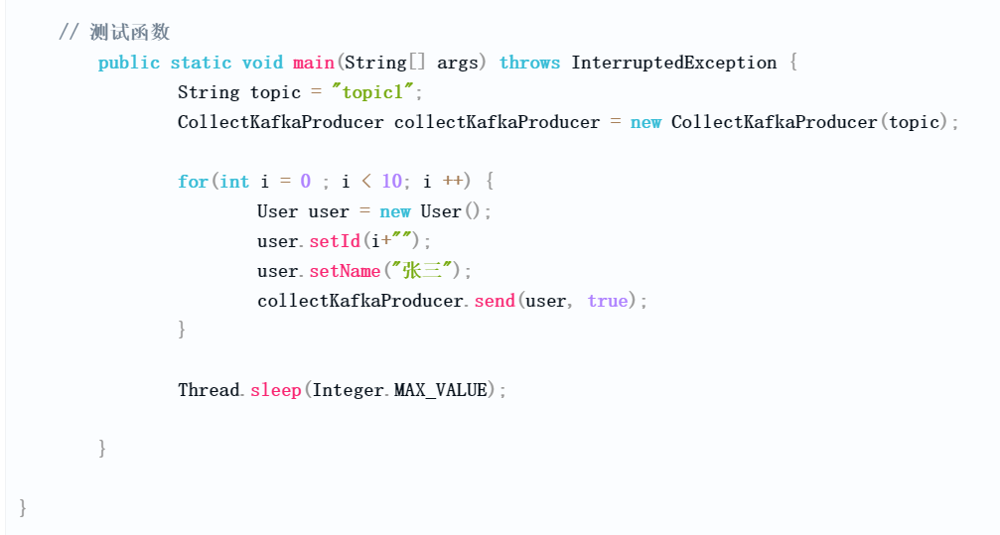 // 测试函数
public static void main(String[] args) throws InterruptedException {
String topic = "topic1";
CollectKafkaProducer collectKafkaProducer = new CollectKafkaProducer(topic);
for(int i = 0 ; i < 10; i ++) {
User user = new User();
user.setId(i+"");
user.setName("张三");
collectKafkaProducer.send(user, true);
}
Thread.sleep(Integer.MAX_VALUE);
}
}